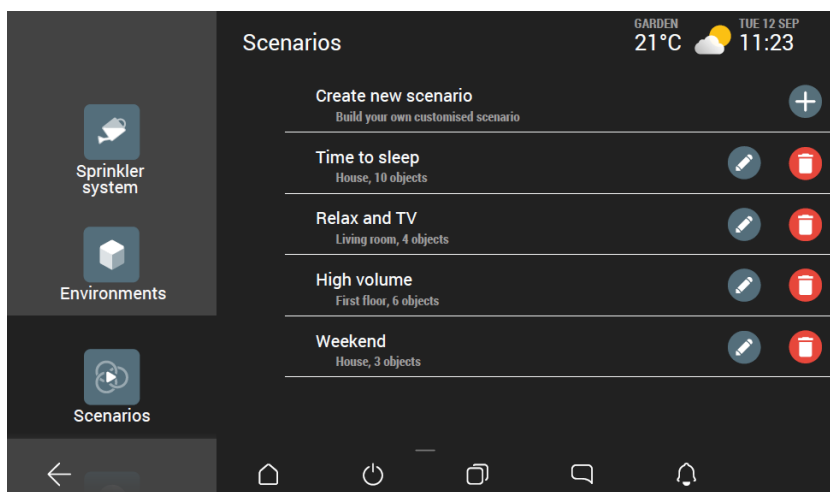 Scenarios
GARDEN
21°C
TUE 12 SEP
11:23
Sprinkler
system
Environments
Scenarios
Create new scenario
Build your own customised scenario
Time to sleep
House, 10 objects
Relax and TV
Living room, 4 objects
High volume
First floor, 6 objects
Weekend
House, 3 objects